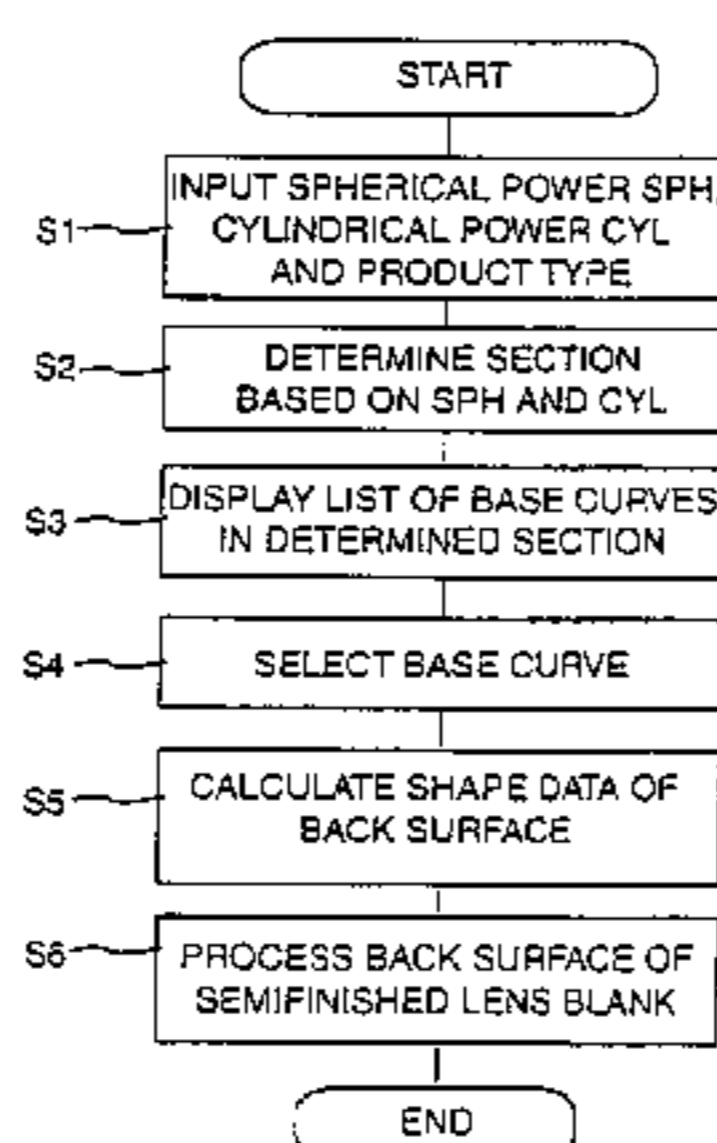 START
S1
INPUT SPHERICAL POWER SPH,
CYLINDRICAL POWER CYL
AND PRODUCT TYPE
S2
DETERMINE SECTION
BASED ON SPH AND CYL
S3
DISPLAY LIST OF BASE CURVES
IN DETERMINED SECTION
S4
SELECT BASE CURVE
S5
CALCULATE SHAPE DATA OF
BACK SURFACE
S6
PROCESS BACK SURFACE OF
SEMIFINISHED LENS BLANK
END